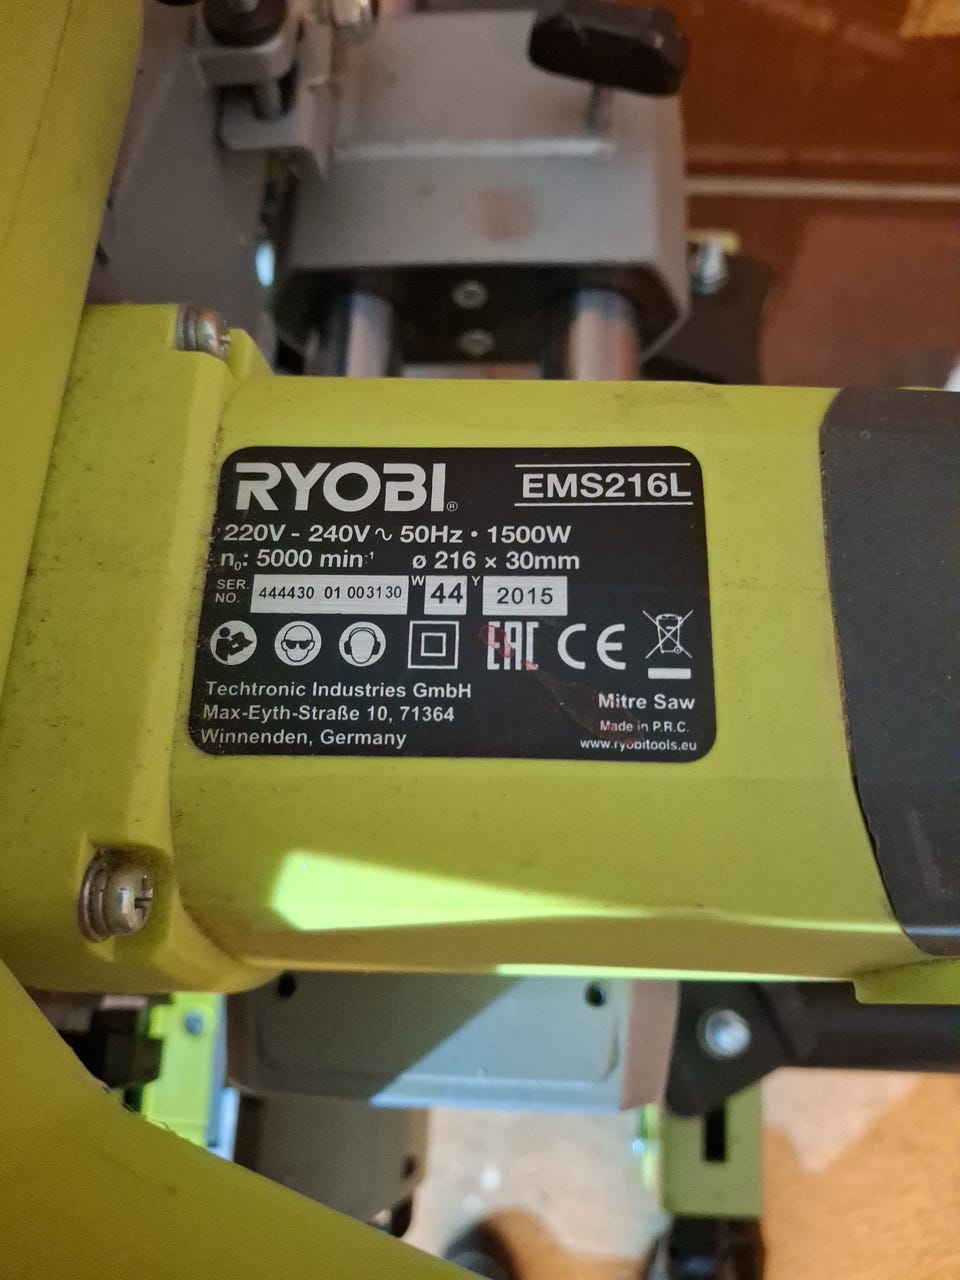 RYOBI®
EMS216L
220V - 240V ∿ 50Hz • 1500W
n₀: 5000 min⁻¹ ø 216 × 30mm
SER. NO. 444430 01 003130 W 44 Y 2015
EAC CE
Techtronic Industries GmbH
Max-Eyth-Straße 10, 71364
Winnenden, Germany
Mitre Saw
Made in P.R.C.
www.ryobitools.eu